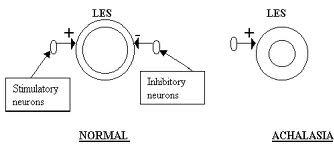 LES
LES
+
-
+
Stimulatory
neurons
Inhibitory
neurons
NORMAL
ACHALASIA